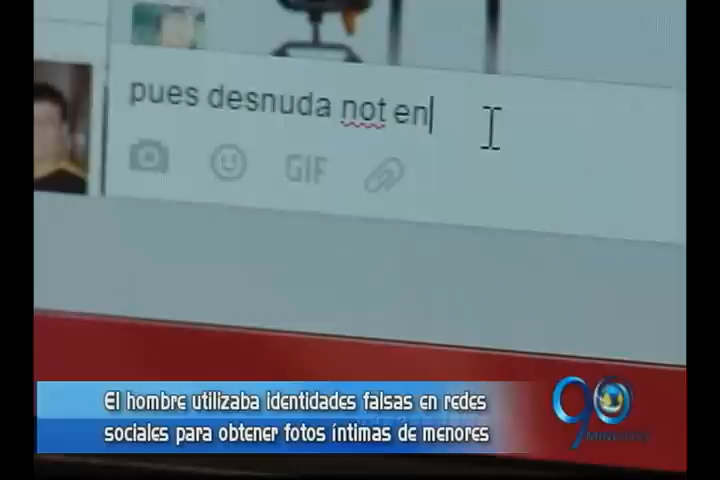 pues desnuda not en
GIF
El hombre utilizaba identidades falsas en redes
sociales para obtener fotos íntimas de menores
90
MINUTOS